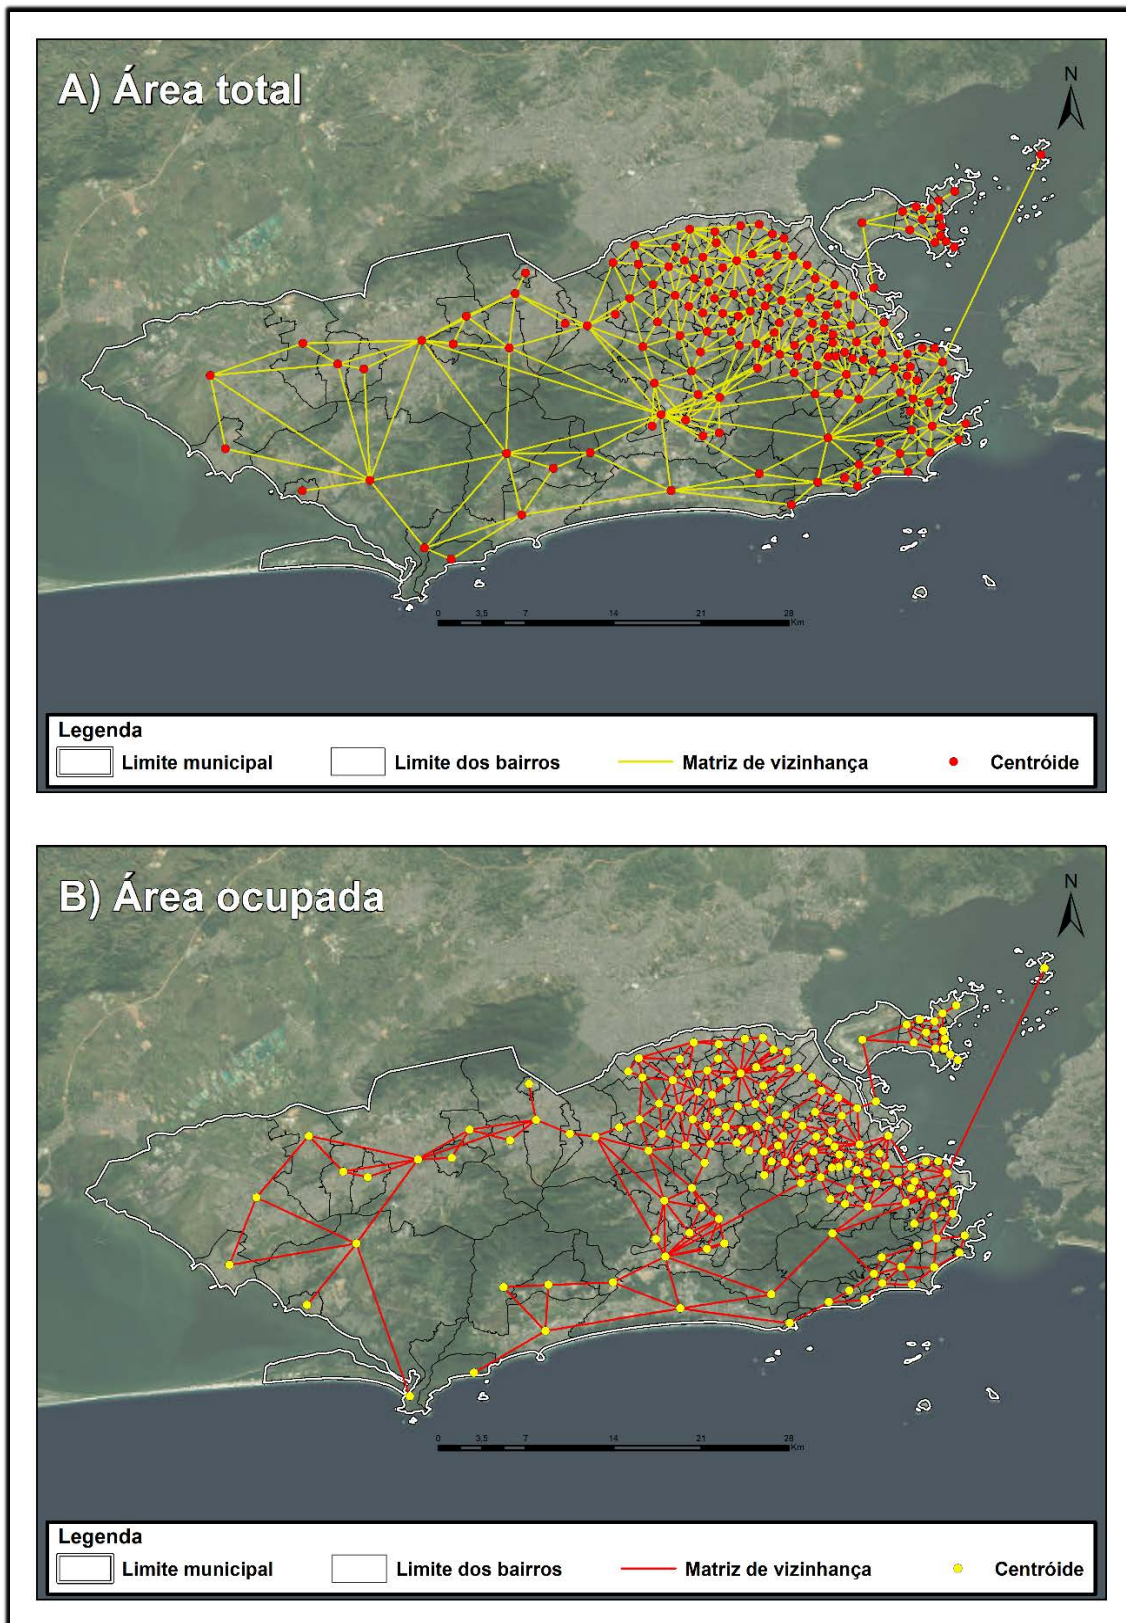 A) Área total
N
0 3,5 7 14 21 28
Km
Legenda
Limite municipal Limite dos bairros Matriz de vizinhança Centróide
B) Área ocupada
N
0 3,5 7 14 21 28
Km
Legenda
Limite municipal Limite dos bairros Matriz de vizinhança Centróide